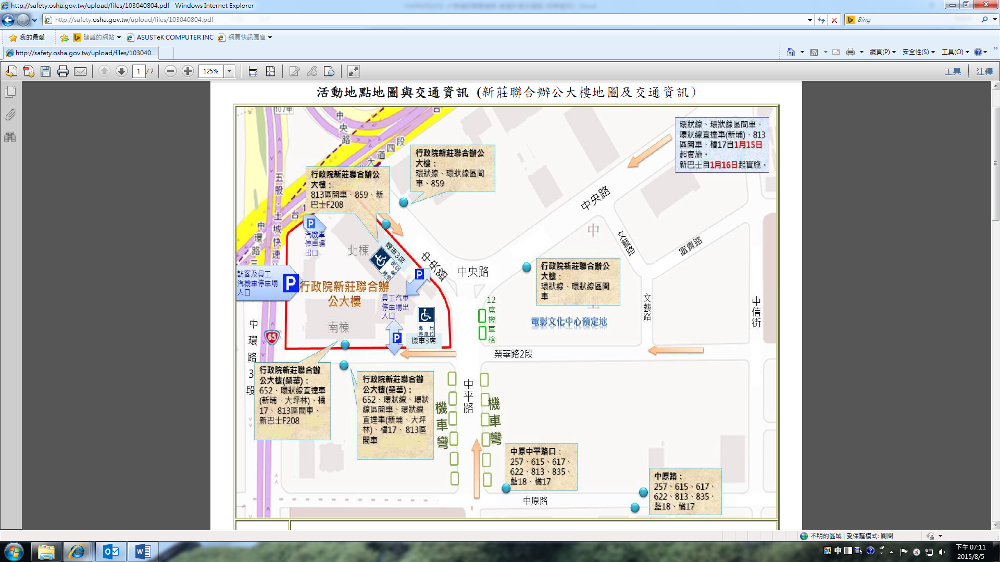 http://safety.osha.gov.tw/upload/files/103040804.pdf - Windows Internet Explorer
http://safety.osha.gov.tw/upload/files/103040804.pdf
Bing
我的最愛
建議的網站
ASUSTeK COMPUTER INC
網頁快訊圖庫
http://safety.osha.gov.tw/upload/files/103040...
網頁(P)
安全性(S)
工具(O)
1
/ 2
125%
工具
注釋
活動地點地圖與交通資訊 (新莊聯合辦公大樓地圖及交通資訊)
環狀線、環狀線區間車、
環狀線直達車(新埔)、813
區間車、橘17自1月15日
起實施。
新巴士自1月16日起實施。
107甲
中央路
台
大道四段
行政院新莊聯合辦公
大樓：
環狀線、環狀線區間
車、859
行政院新莊聯合辦公
大樓：
813區間車、859、新
巴士F208
五股．土城快速
台1
中環路三
P
汽機車
停車場
出口
北棟
機車3席
專用
停車位
中央路
中央路
中央路
中
文藝路
富貴路
訪客及員工
汽機車停車場
入口
P
行政院新莊聯合辦
公大樓
P
員工汽車
停車場出
入口
專用
停車位
機車3席
P
南棟
12
席
機
車
格
行政院新莊聯合辦公
大樓：
環狀線、環狀線區間
車
電影文化中心預定地
文藝路
中信街
中環路3段
65
榮華路2段
行政院新莊聯合辦
公大樓(榮華)：
652、環狀線直達車
(新埔、大坪林)、橘
17、813區間車、
新巴士F208
行政院新莊聯合辦
公大樓(榮華)：
652、環狀線、環狀
線區間車、環狀線
直達車(新埔、大坪
林)、橘17、813區
間車
機車彎
中平路
機車彎
中原中平路口：
257、615、617、
622、813、835、
藍18、橘17
中原路
中原路：
257、615、617、
622、813、835、
藍18、橘17
不明的區域 | 受保護模式: 關閉
中
下午 07:11
2015/8/5